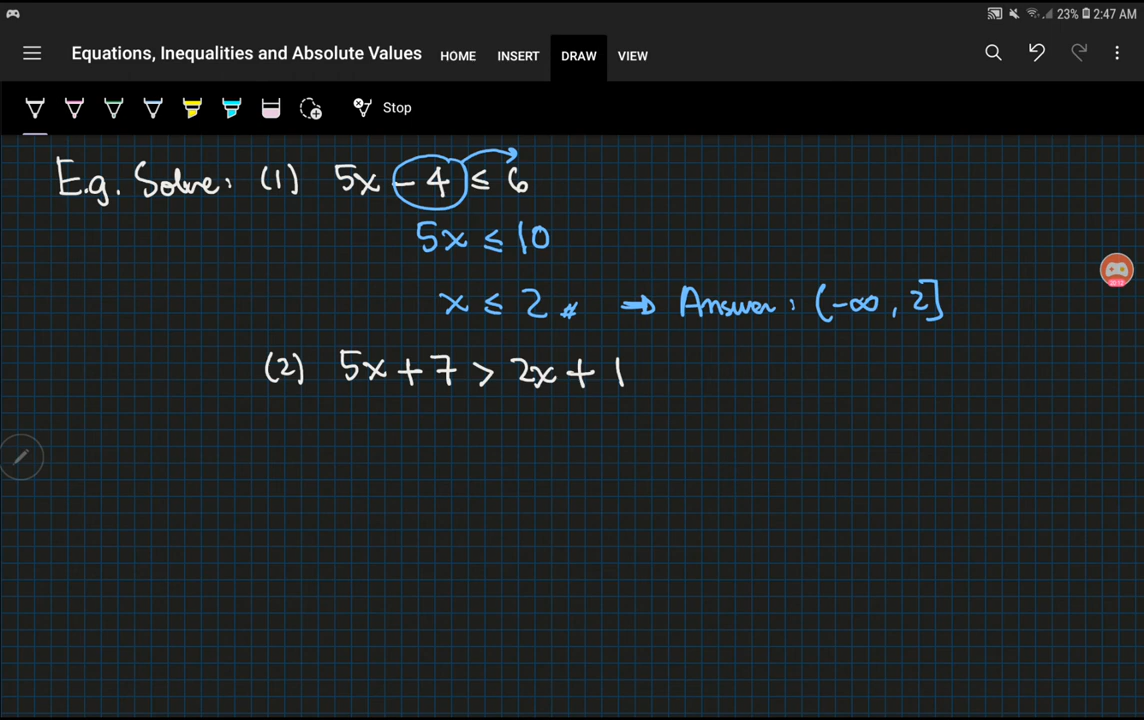 23% 2:47 AM
Equations, Inequalities and Absolute Values HOME INSERT DRAW VIEW
Stop
E.g. Solve: (1) 5x - 4 ≤ 6
5x ≤ 10
x ≤ 2 # ⇒ Answer: (-∞, 2]
(2) 5x + 7 > 2x + 1